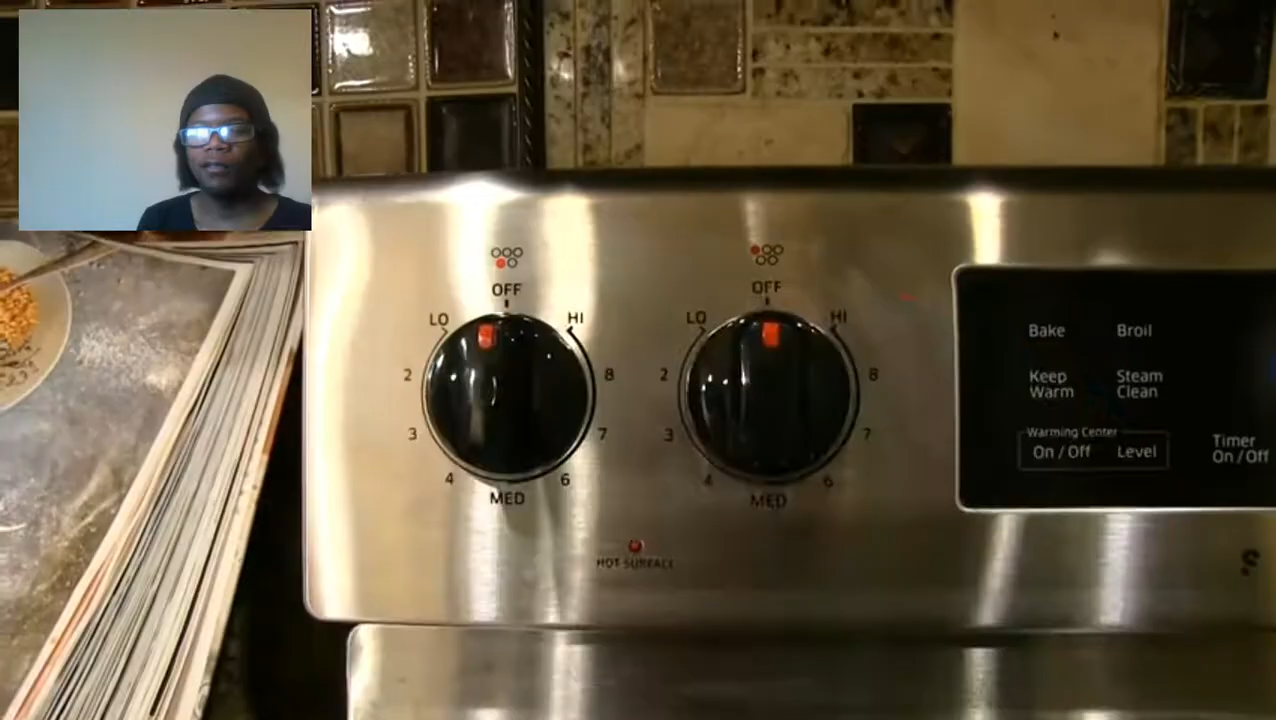 OFF
LO
HI
2
8
3
7
4
6
MED
OFF
LO
HI
2
8
3
7
4
6
MED
HOT SURFACE
Bake
Broil
Keep Warm
Steam Clean
Warming Center
On / Off
Level
Timer
On / Off